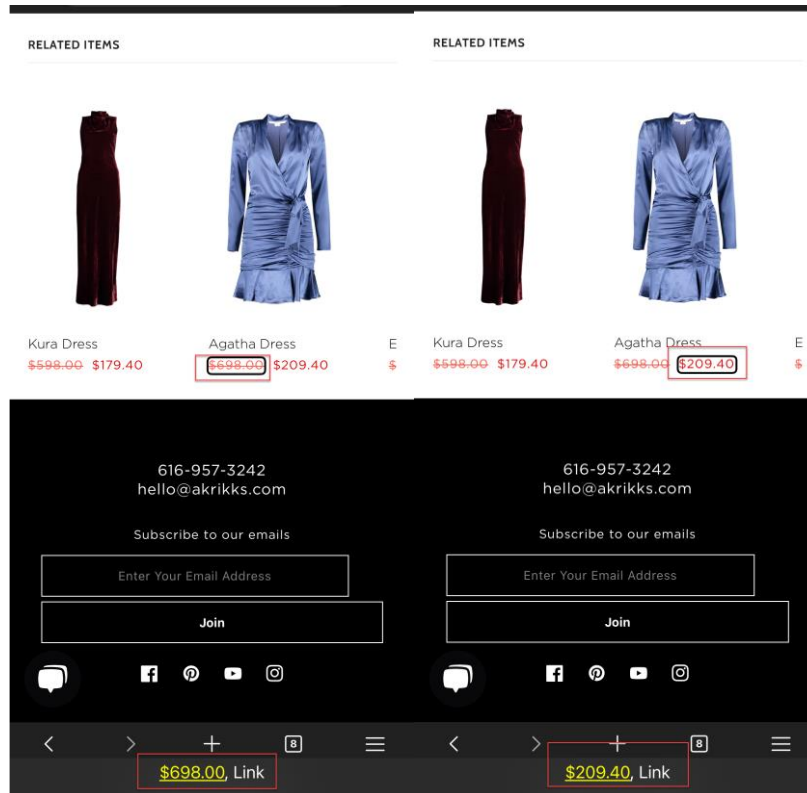 RELATED ITEMS
Kura Dress
$598.00 $179.40
Agatha Dress
$698.00 $209.40
E
$
616-957-3242
hello@akrikks.com
Subscribe to our emails
Enter Your Email Address
Join
8
$698.00, Link
RELATED ITEMS
Kura Dress
$598.00 $179.40
Agatha Dress
$698.00 $209.40
E
$
616-957-3242
hello@akrikks.com
Subscribe to our emails
Enter Your Email Address
Join
8
$209.40, Link